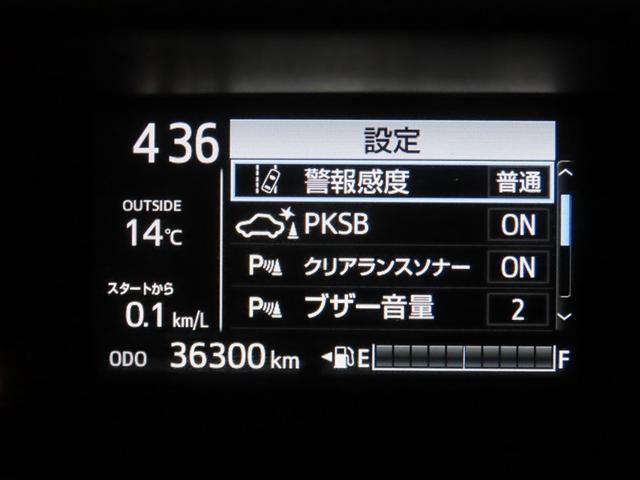 4 36
設定
警報感度 普通
OUTSIDE
14℃
PKSB ON
P クリアランスソナー ON
スタートから
0.1 km/L
P ブザー音量 2
ODO 36300 km
E F